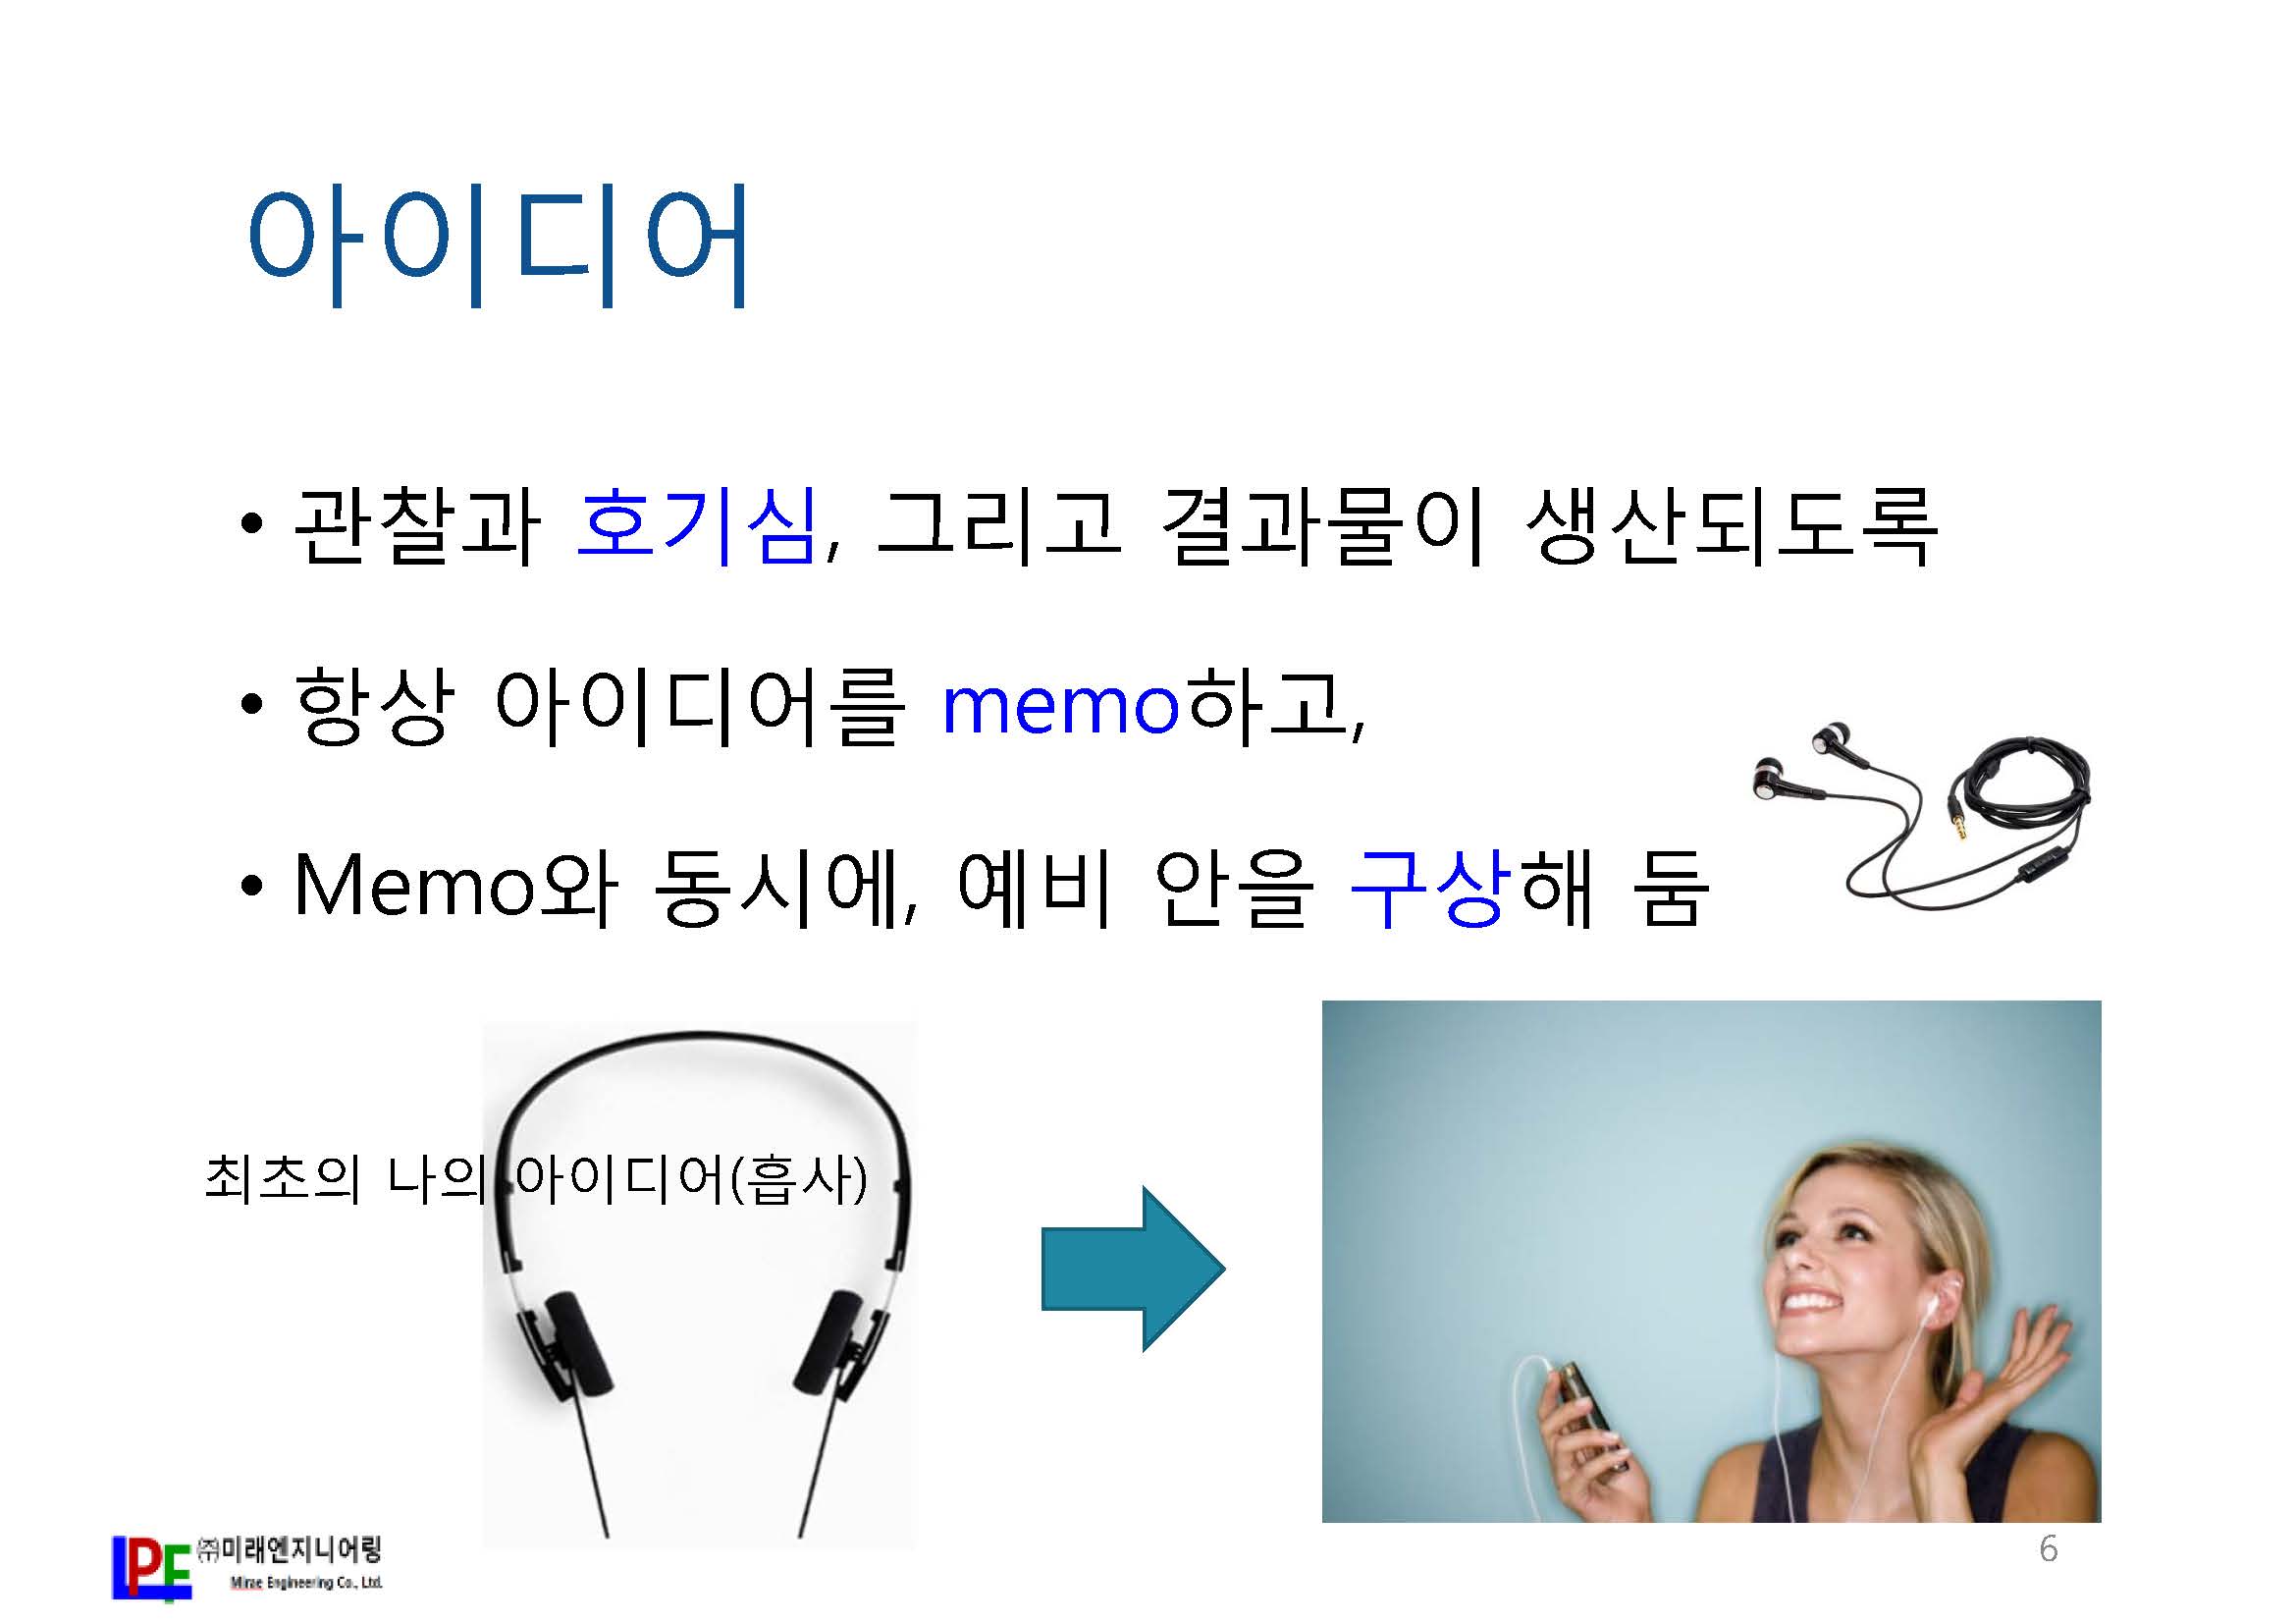 아이디어
• 관찰과 호기심, 그리고 결과물이 생산되도록
• 항상 아이디어를 memo하고,
• Memo와 동시에, 예비 안을 구상해 둠
최초의 나의 아이디어(흡사)
LPE ㈜미래엔지니어링
Mirae Engineering Co., Ltd.
6